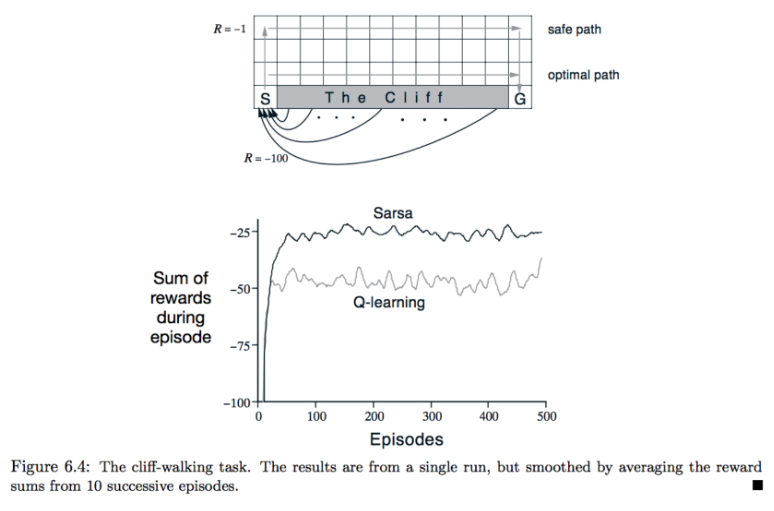 R = −1
safe path
optimal path
S
The Cliff
G
. . .
. . .
R = −100
Sarsa
−25
Sum of
rewards
during
episode
−50
Q-learning
−75
−100
0 100 200 300 400 500
Episodes
Figure 6.4: The cliff-walking task. The results are from a single run, but smoothed by averaging the reward
sums from 10 successive episodes.